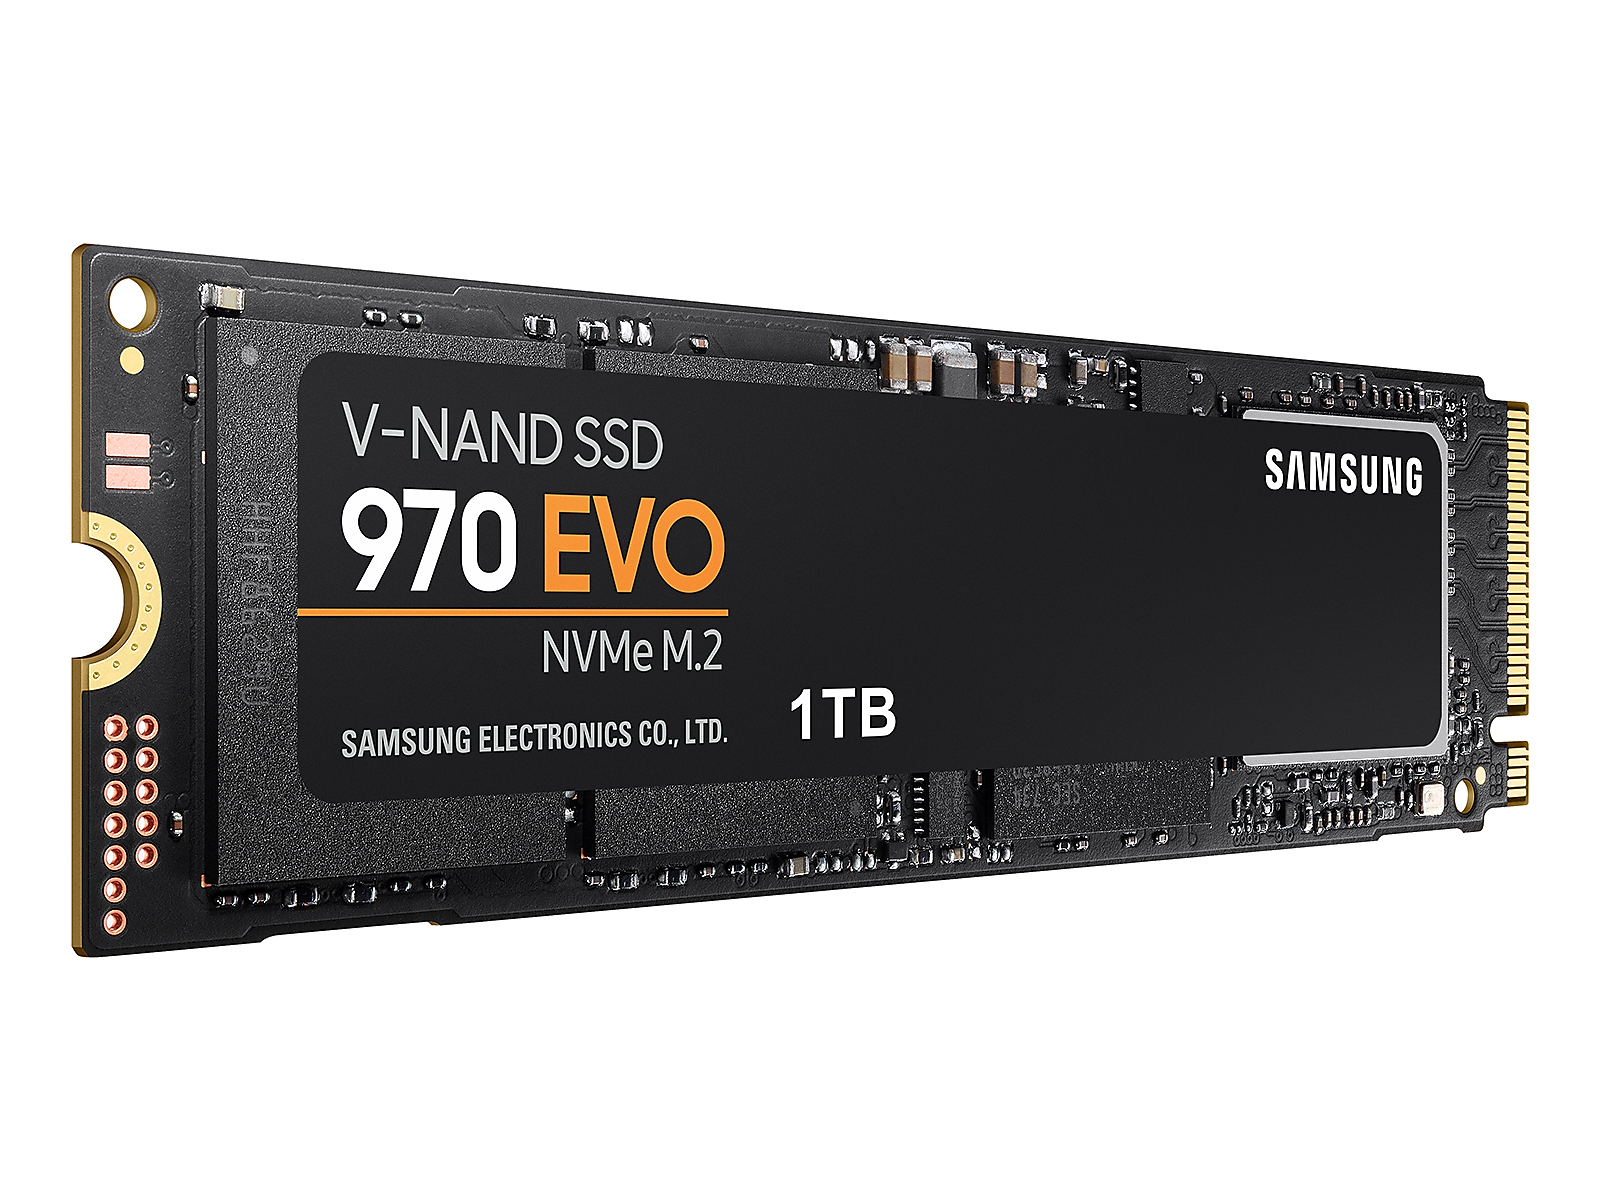 V-NAND SSD
SAMSUNG
970 EVO
NVMe M.2
1TB
SAMSUNG ELECTRONICS CO., LTD.